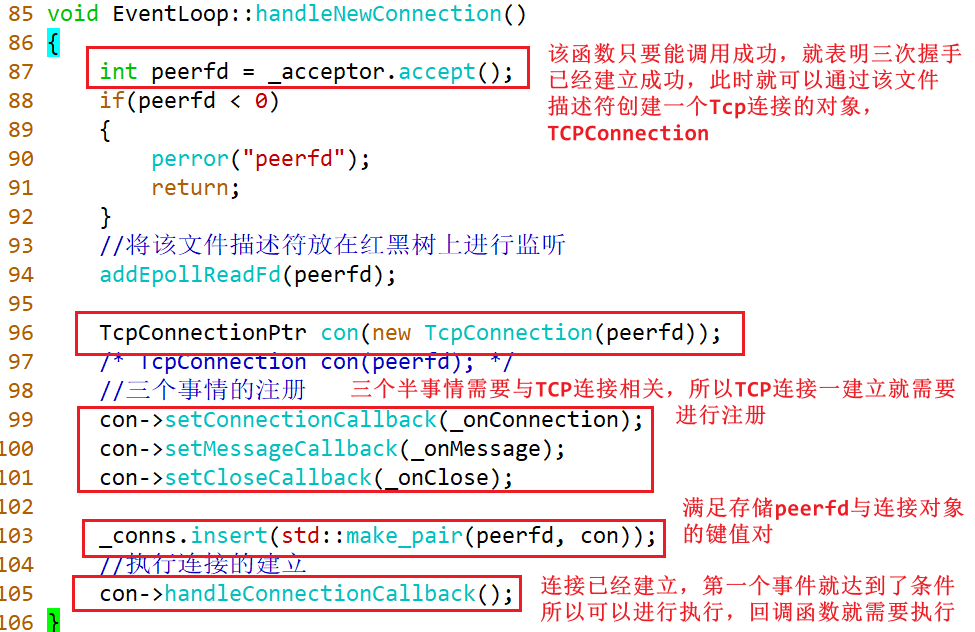 85 void EventLoop::handleNewConnection()
86 {
87 int peerfd = _acceptor.accept();
88 if(peerfd < 0)
89 {
90 perror("peerfd");
91 return;
92 }
93 //将该文件描述符放在红黑树上进行监听
94 addEpollReadFd(peerfd);
95
96 TcpConnectionPtr con(new TcpConnection(peerfd));
97 /* TcpConnection con(peerfd); */
98 //三个事情的注册
99 con->setConnectionCallback(_onConnection);
100 con->setMessageCallback(_onMessage);
101 con->setCloseCallback(_onClose);
102
103 _conns.insert(std::make_pair(peerfd, con));
104 //执行连接的建立
105 con->handleConnectionCallback();
106 }
该函数只要能调用成功，就表明三次握手
已经建立成功，此时就可以通过该文件
描述符创建一个Tcp连接的对象，
TCPConnection
三个半事情需要与TCP连接相关，所以TCP连接一建立就需要
进行注册
满足存储peerfd与连接对象
的键值对
连接已经建立，第一个事件就达到了条件
所以可以进行执行，回调函数就需要执行